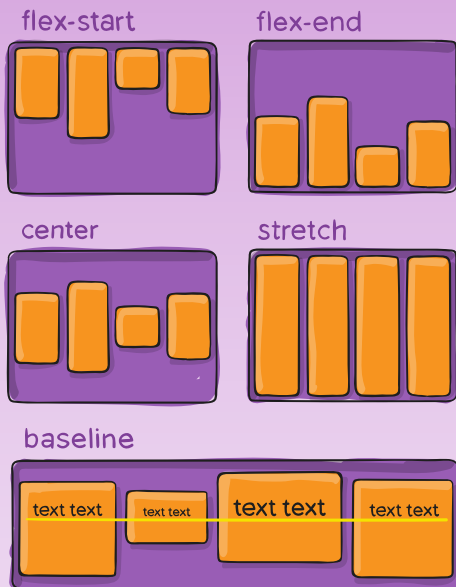 flex-start
flex-end
center
stretch
baseline
text text
text text
text text
text text